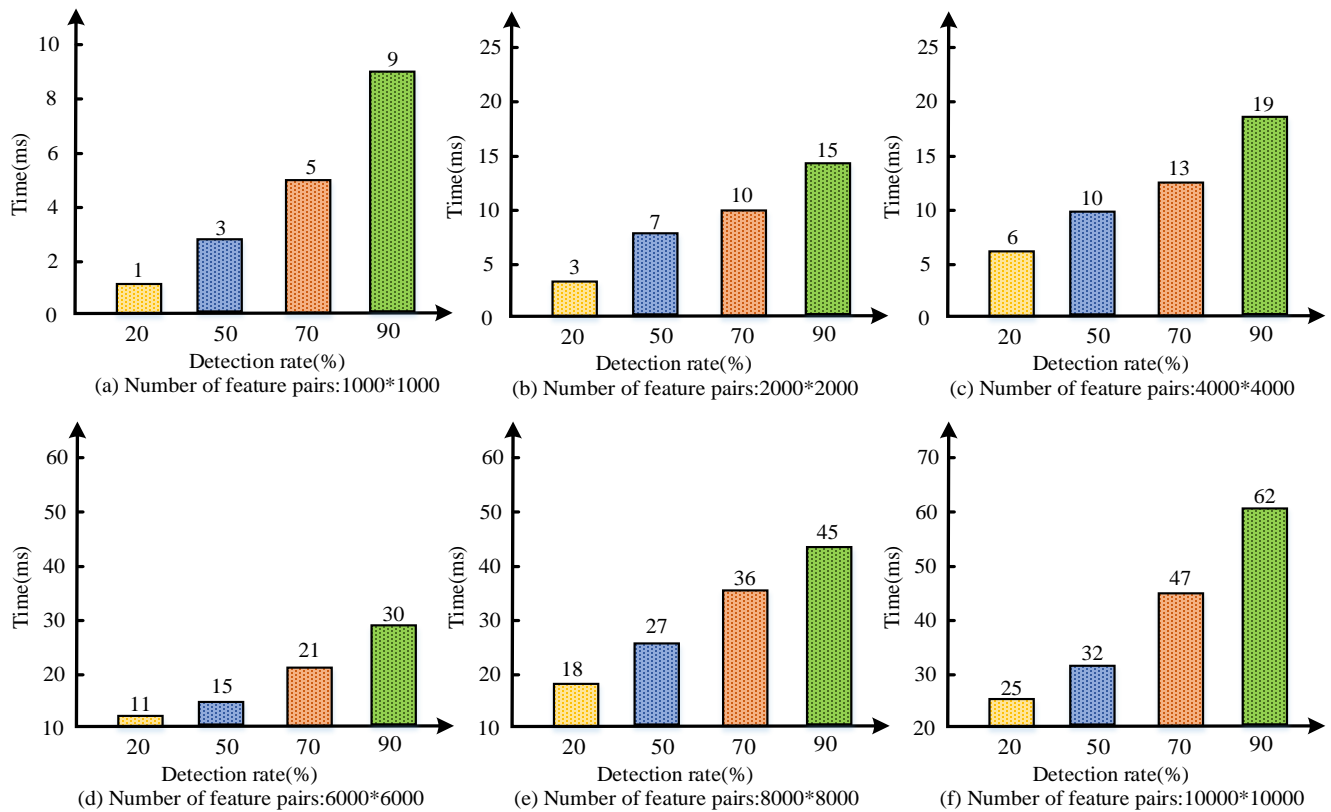 10
8
6
4
2
0
Time(ms)
1
3
5
9
20 50 70 90
Detection rate(%)
(a) Number of feature pairs:1000*1000
25
20
15
10
5
0
Time(ms)
3
7
10
15
20 50 70 90
Detection rate(%)
(b) Number of feature pairs:2000*2000
25
20
15
10
5
0
Time(ms)
6
10
13
19
20 50 70 90
Detection rate(%)
(c) Number of feature pairs:4000*4000
60
50
40
30
20
10
Time(ms)
11
15
21
30
20 50 70 90
Detection rate(%)
(d) Number of feature pairs:6000*6000
60
50
40
30
20
10
Time(ms)
18
27
36
45
20 50 70 90
Detection rate(%)
(e) Number of feature pairs:8000*8000
70
60
50
40
30
20
Time(ms)
25
32
47
62
20 50 70 90
Detection rate(%)
(f) Number of feature pairs:10000*10000